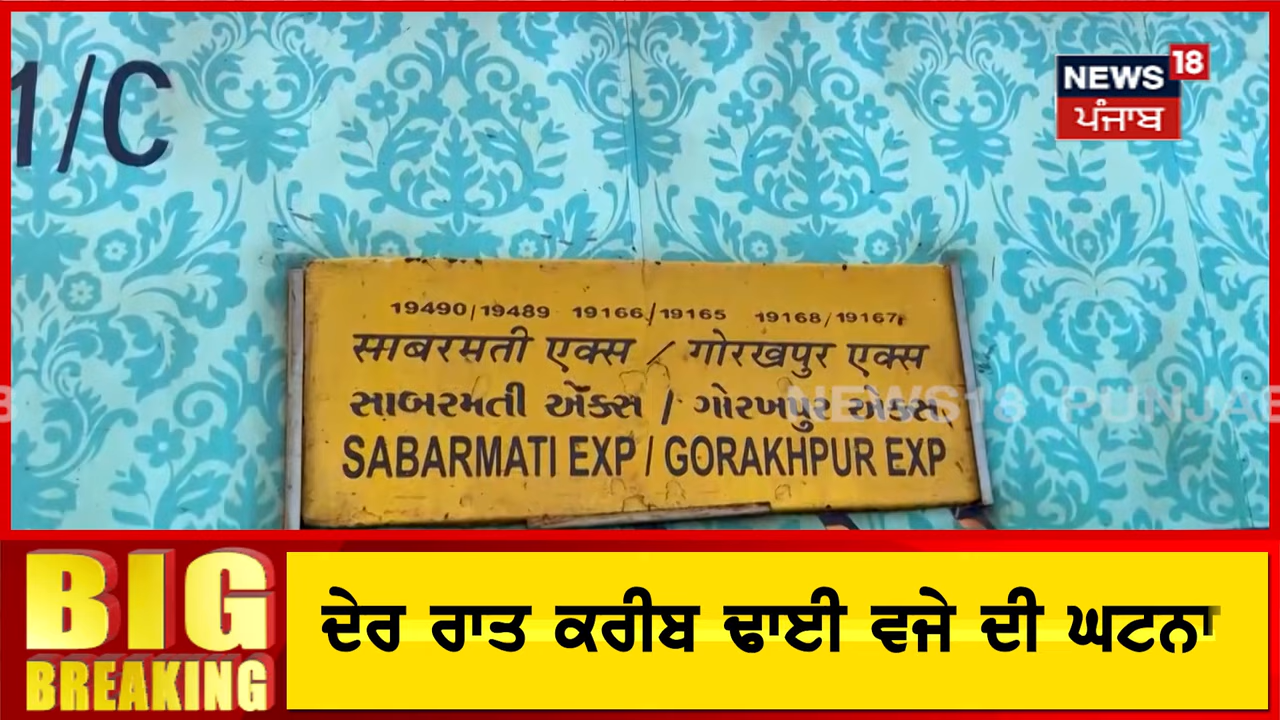 1/C
NEWS 18
ਪੰਜਾਬ
19490/19489 19166/19165 19168/19167
साबरमती एक्स / गोरखपुर एक्स
સાબરમતી એક્સ / ગોરખપુર એક્સ
NEWS18 PUNJAB
SABARMATI EXP / GORAKHPUR EXP
BIG
BREAKING
ਦੇਰ ਰਾਤ ਕਰੀਬ ਢਾਈ ਵਜੇ ਦੀ ਘਟਨਾ